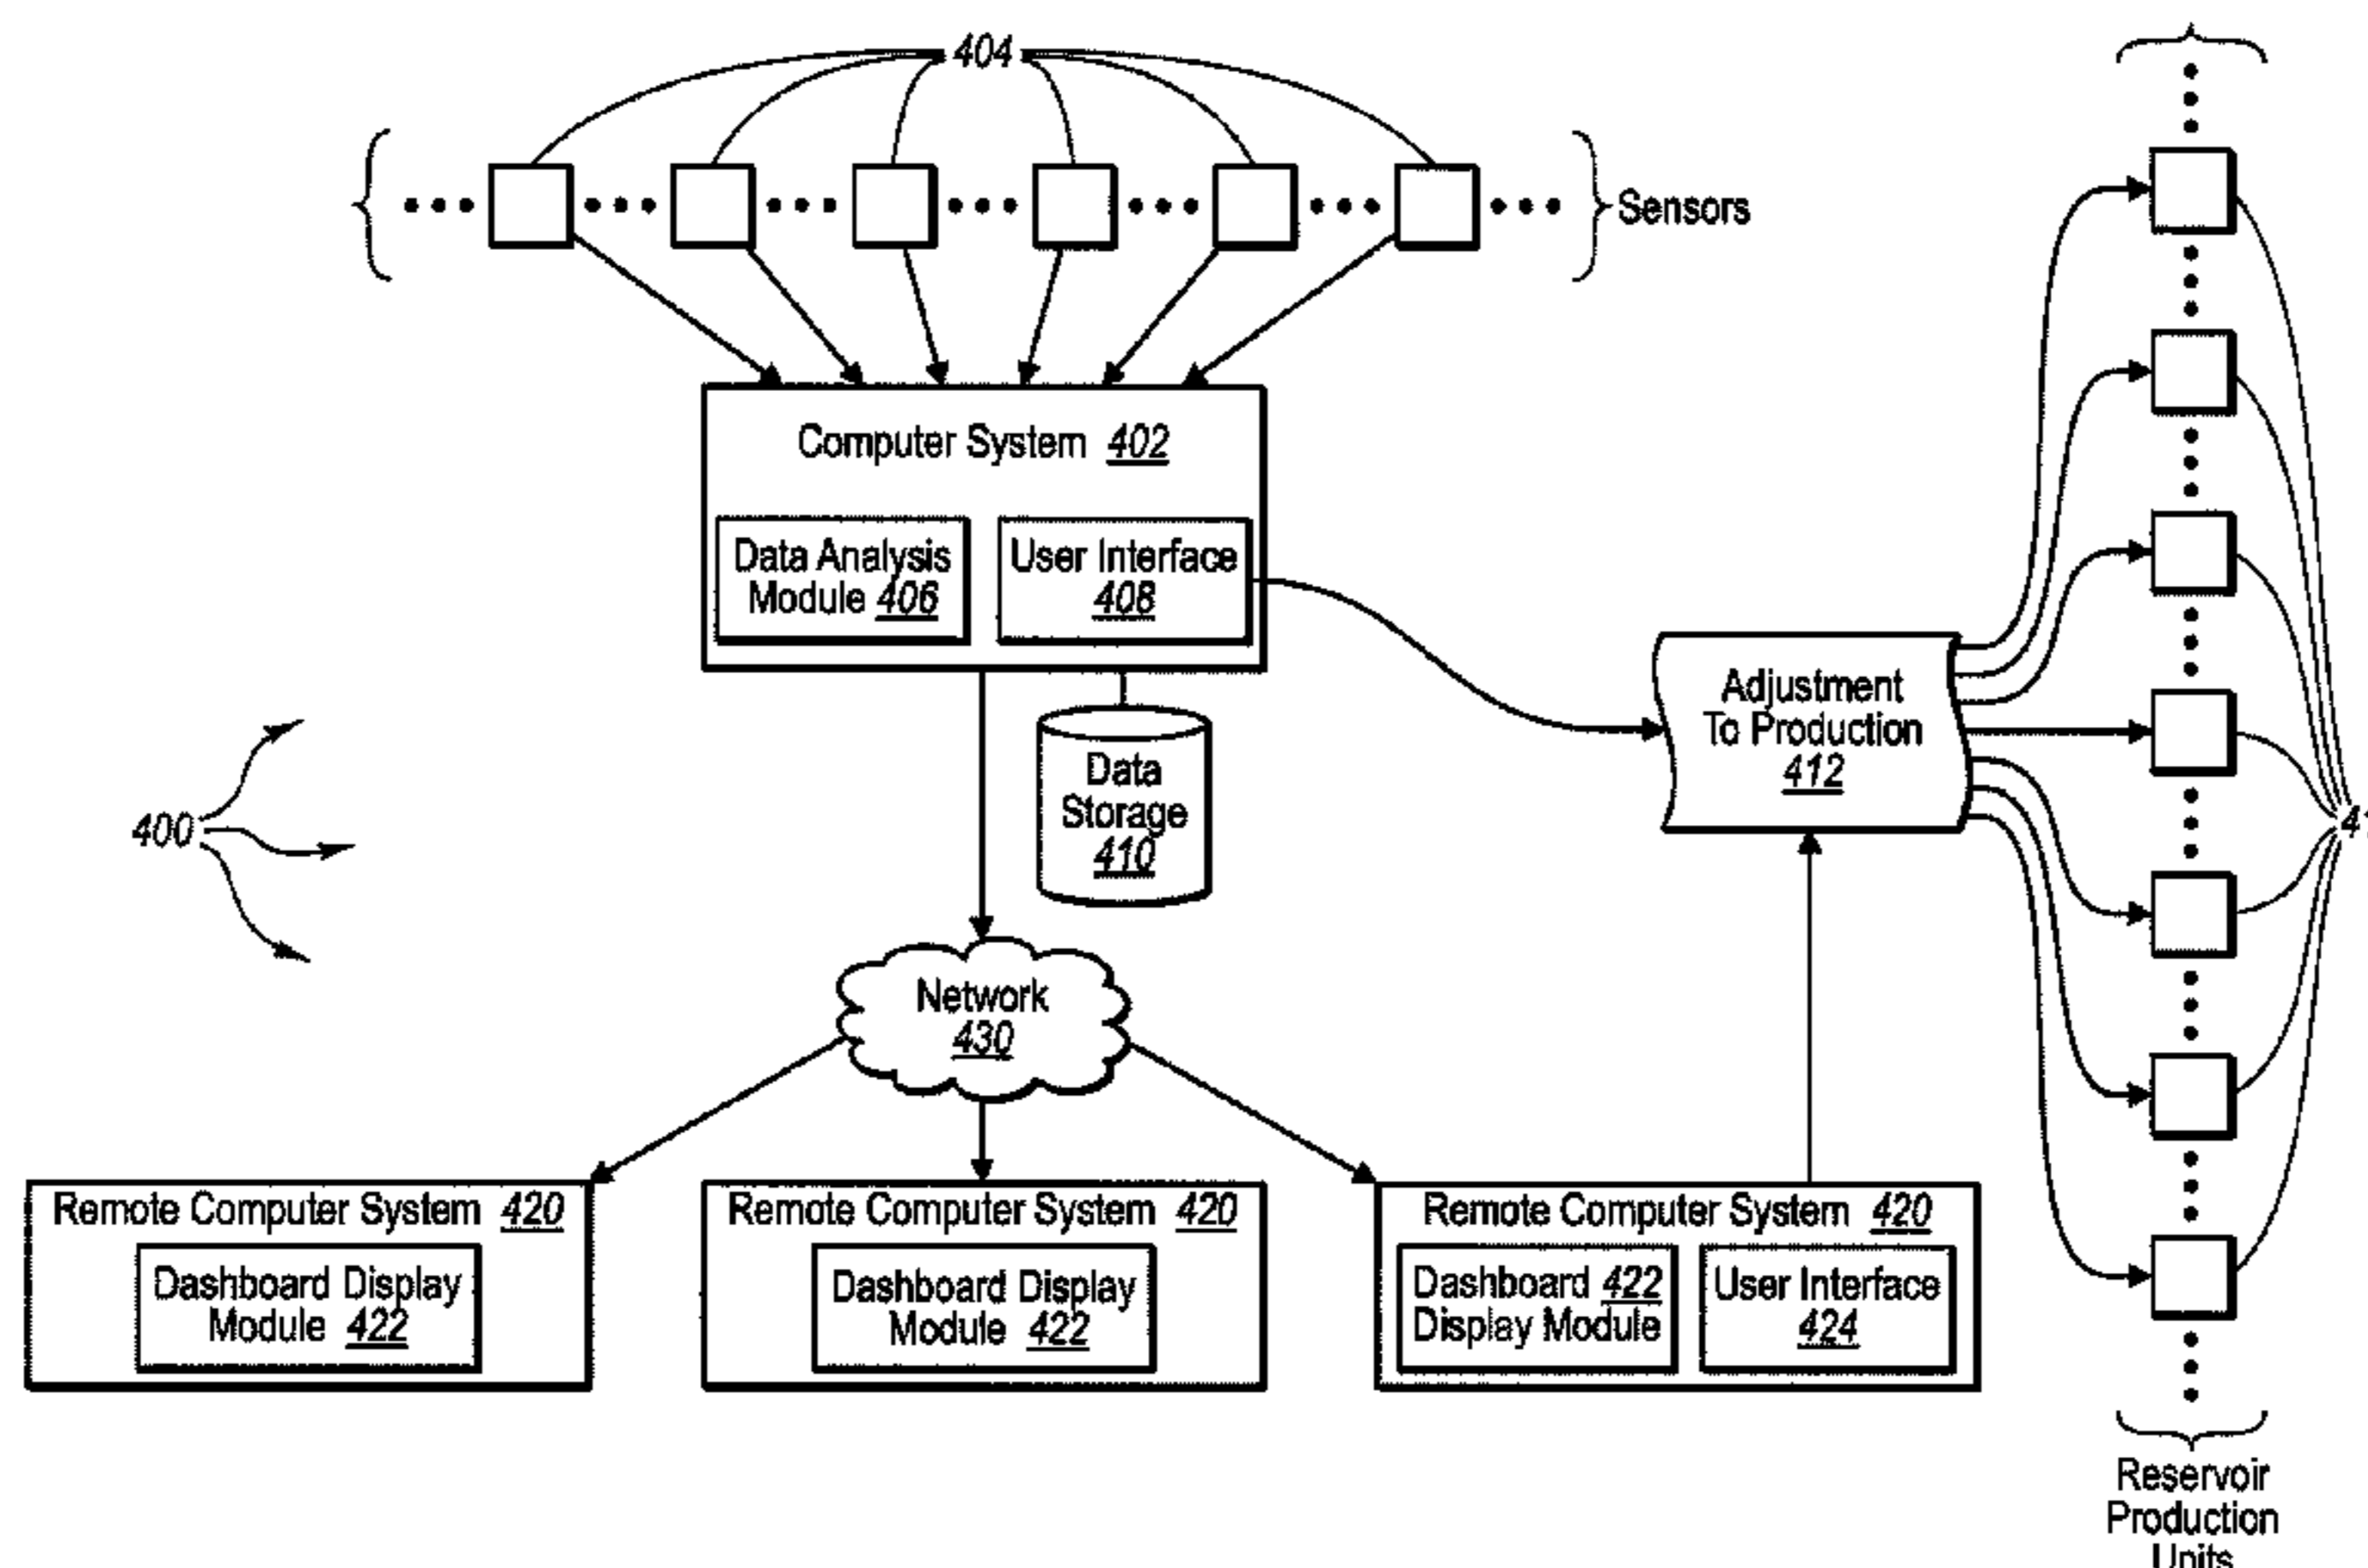 404
Sensors
Computer System 402
Data Analysis
Module 406
User Interface
408
Adjustment
To Production
412
Data
Storage
410
400
Network
430
Remote Computer System 420
Dashboard Display
Module 422
Remote Computer System 420
Dashboard Display
Module 422
Remote Computer System 420
Dashboard 422
Display Module
User Interface
424
Reservoir
Production
Units